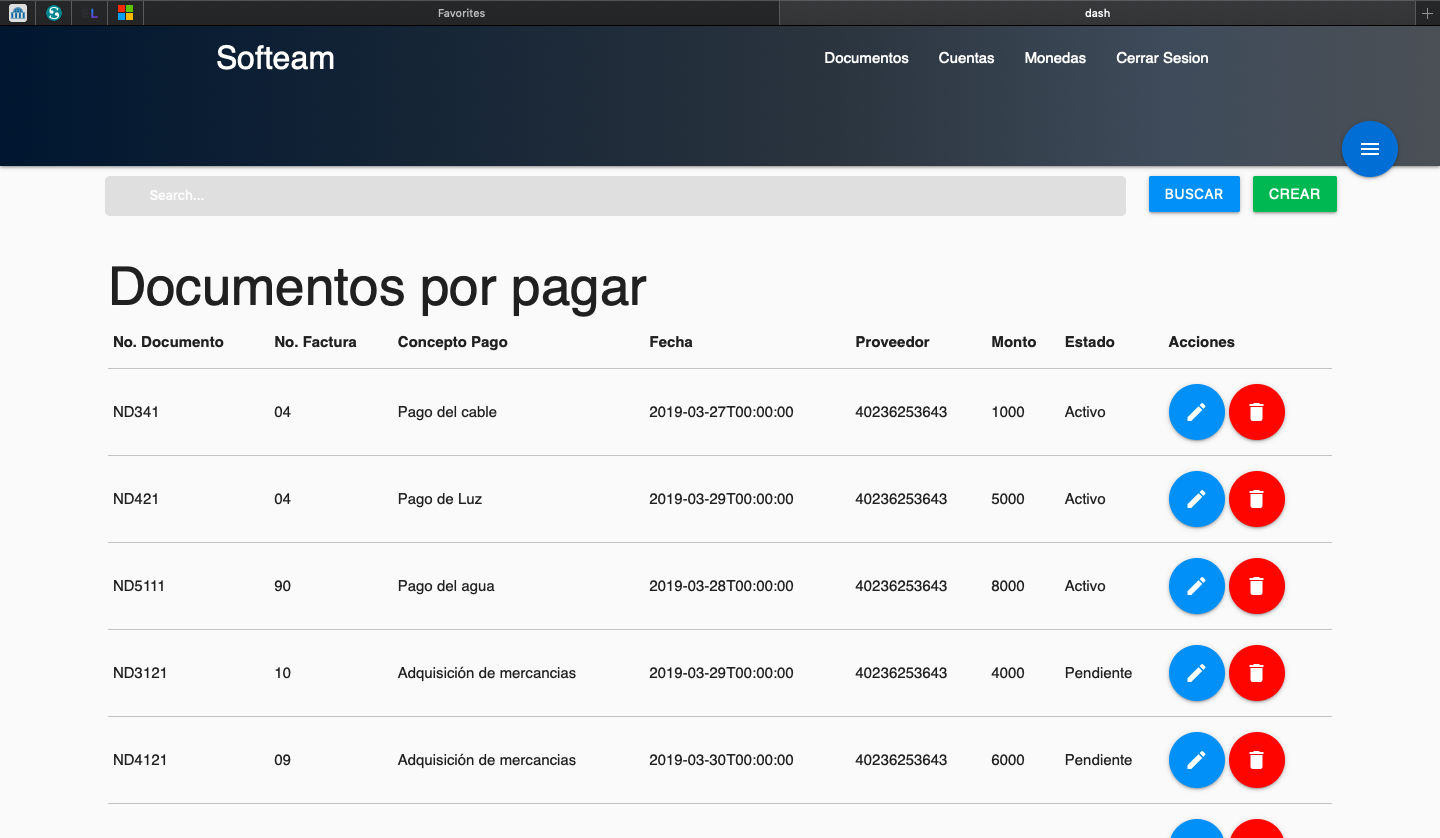 L
Favorites
dash
Softeam
Documentos Cuentas Monedas Cerrar Sesion
Search...
BUSCAR
CREAR
Documentos por pagar
No. Documento No. Factura Concepto Pago Fecha Proveedor Monto Estado Acciones
ND341 04 Pago del cable 2019-03-27T00:00:00 40236253643 1000 Activo
ND421 04 Pago de Luz 2019-03-29T00:00:00 40236253643 5000 Activo
ND5111 90 Pago del agua 2019-03-28T00:00:00 40236253643 8000 Activo
ND3121 10 Adquisición de mercancias 2019-03-29T00:00:00 40236253643 4000 Pendiente
ND4121 09 Adquisición de mercancias 2019-03-30T00:00:00 40236253643 6000 Pendiente